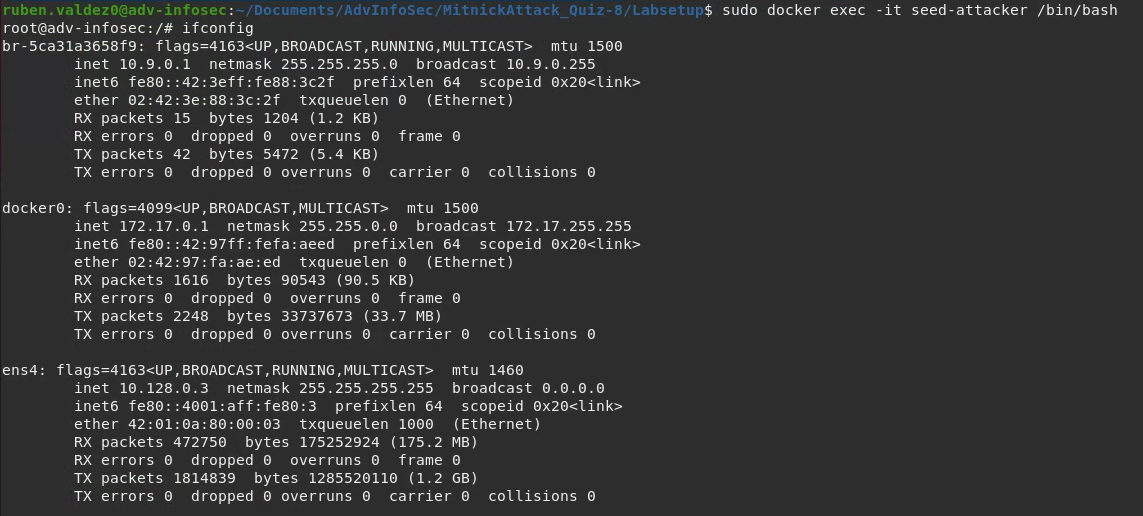 ruben.valdez0@adv-infosec:~/Documents/AdvInfoSec/MitnickAttack_Quiz-8/Labsetup$ sudo docker exec -it seed-attacker /bin/bash
root@adv-infosec:/# ifconfig
br-5ca31a3658f9: flags=4163<UP,BROADCAST,RUNNING,MULTICAST>  mtu 1500
        inet 10.9.0.1  netmask 255.255.255.0  broadcast 10.9.0.255
        inet6 fe80::42:3eff:fe88:3c2f  prefixlen 64  scopeid 0x20<link>
        ether 02:42:3e:88:3c:2f  txqueuelen 0  (Ethernet)
        RX packets 15  bytes 1204 (1.2 KB)
        RX errors 0  dropped 0  overruns 0  frame 0
        TX packets 42  bytes 5472 (5.4 KB)
        TX errors 0  dropped 0 overruns 0  carrier 0  collisions 0

docker0: flags=4099<UP,BROADCAST,MULTICAST>  mtu 1500
        inet 172.17.0.1  netmask 255.255.0.0  broadcast 172.17.255.255
        inet6 fe80::42:97ff:fefa:aeed  prefixlen 64  scopeid 0x20<link>
        ether 02:42:97:fa:ae:ed  txqueuelen 0  (Ethernet)
        RX packets 1616  bytes 90543 (90.5 KB)
        RX errors 0  dropped 0  overruns 0  frame 0
        TX packets 2248  bytes 33737673 (33.7 MB)
        TX errors 0  dropped 0 overruns 0  carrier 0  collisions 0

ens4: flags=4163<UP,BROADCAST,RUNNING,MULTICAST>  mtu 1460
        inet 10.128.0.3  netmask 255.255.255.255  broadcast 0.0.0.0
        inet6 fe80::4001:aff:fe80:3  prefixlen 64  scopeid 0x20<link>
        ether 42:01:0a:80:00:03  txqueuelen 1000  (Ethernet)
        RX packets 472750  bytes 175252924 (175.2 MB)
        RX errors 0  dropped 0  overruns 0  frame 0
        TX packets 1814839  bytes 1285520110 (1.2 GB)
        TX errors 0  dropped 0 overruns 0  carrier 0  collisions 0